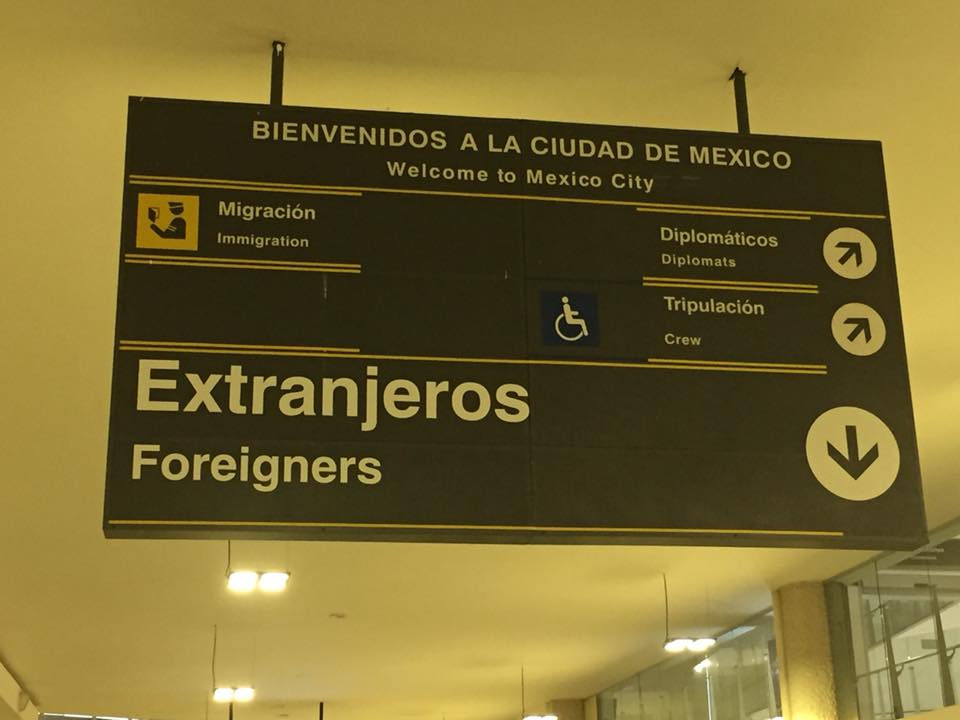 BIENVENIDOS A LA CIUDAD DE MEXICO
Welcome to Mexico City
Migración
Immigration
Diplomáticos
Diplomats
Tripulación
Crew
Extranjeros
Foreigners